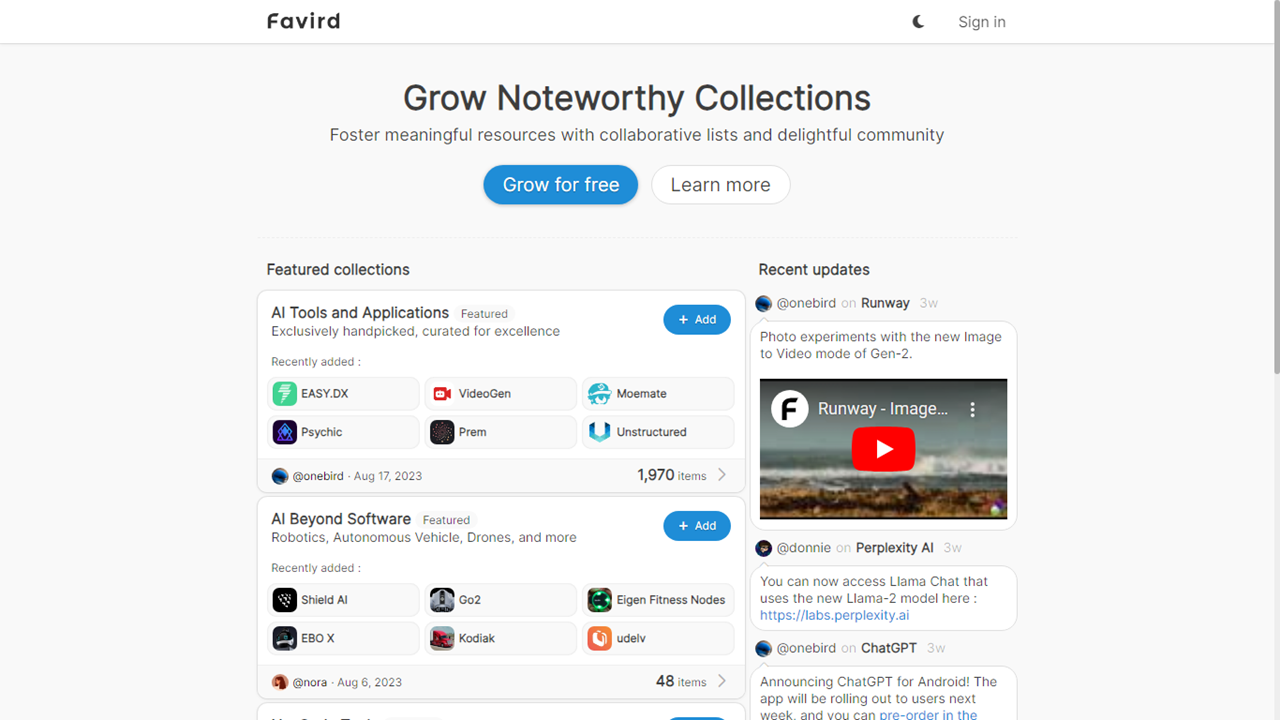 Favird
Sign in
Grow Noteworthy Collections
Foster meaningful resources with collaborative lists and delightful community
Grow for free
Learn more
Featured collections
AI Tools and Applications Featured
Exclusively handpicked, curated for excellence
+ Add
Recently added :
EASY.DX
VideoGen
Moemate
Psychic
Prem
Unstructured
@onebird · Aug 17, 2023
1,970 items
AI Beyond Software Featured
Robotics, Autonomous Vehicle, Drones, and more
+ Add
Recently added :
Shield AI
Go2
Eigen Fitness Nodes
EBO X
Kodiak
udelv
@nora · Aug 6, 2023
48 items
Recent updates
@onebird on Runway 3w
Photo experiments with the new Image
to Video mode of Gen-2.
Runway - Image...
@donnie on Perplexity AI 3w
You can now access Llama Chat that
uses the new Llama-2 model here :
https://labs.perplexity.ai
@onebird on ChatGPT 3w
Announcing ChatGPT for Android! The
app will be rolling out to users next
week, and you can pre-order in the